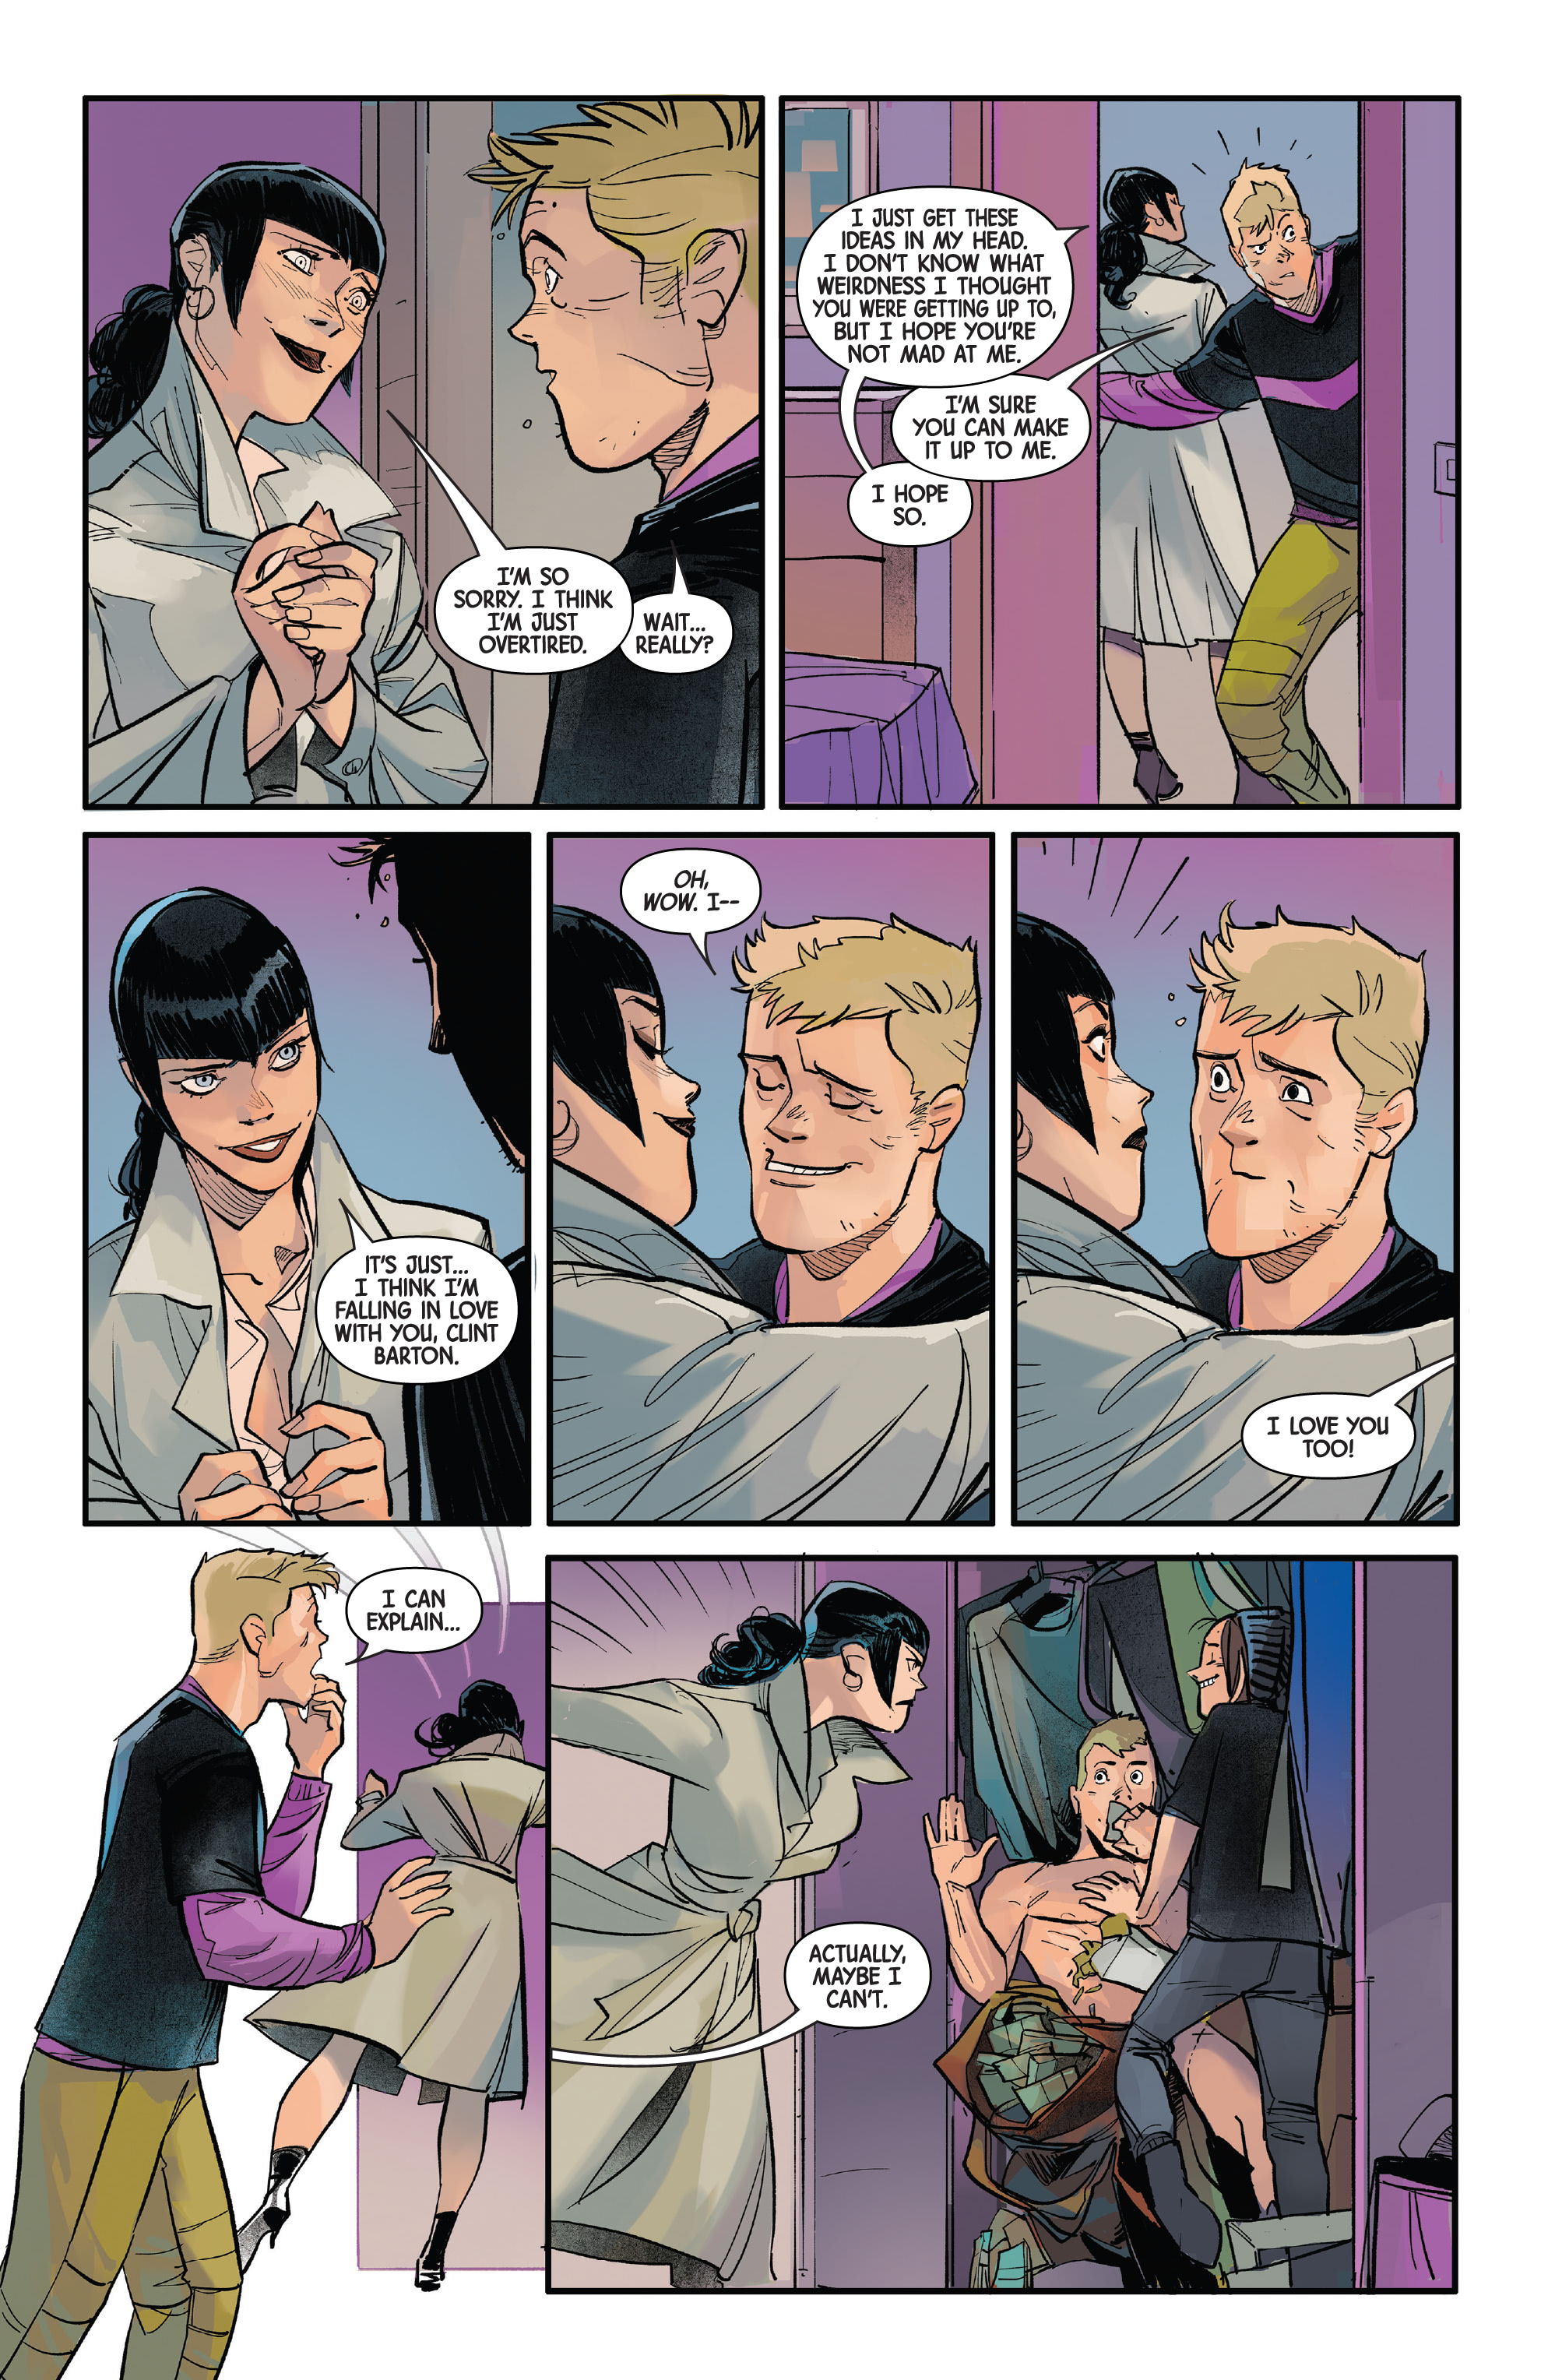 I'M SO
SORRY. I THINK
I'M JUST
OVERTIRED.
WAIT...
REALLY?
I JUST GET THESE
IDEAS IN MY HEAD.
I DON'T KNOW WHAT
WEIRDNESS I THOUGHT
YOU WERE GETTING UP TO,
BUT I HOPE YOU'RE
NOT MAD AT ME.
I'M SURE
YOU CAN MAKE
IT UP TO ME.
I HOPE
SO.
IT'S JUST...
I THINK I'M
FALLING IN LOVE
WITH YOU, CLINT
BARTON.
OH,
WOW. I--
I LOVE YOU
TOO!
I CAN
EXPLAIN...
ACTUALLY,
MAYBE I
CAN'T.